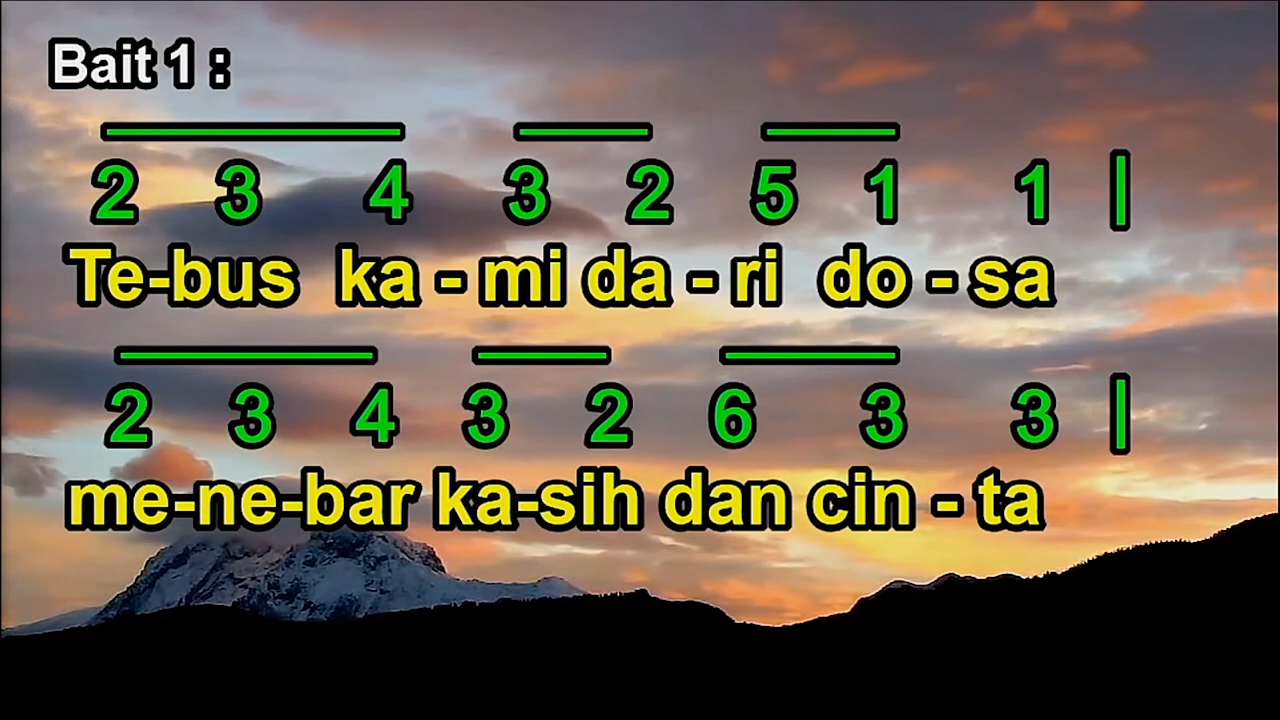 Bait 1 :
2 3 4 3 2 5 1 1 |
Te-bus ka - mi da - ri do - sa
2 3 4 3 2 6 3 3 |
me-ne-bar ka-sih dan cin - ta